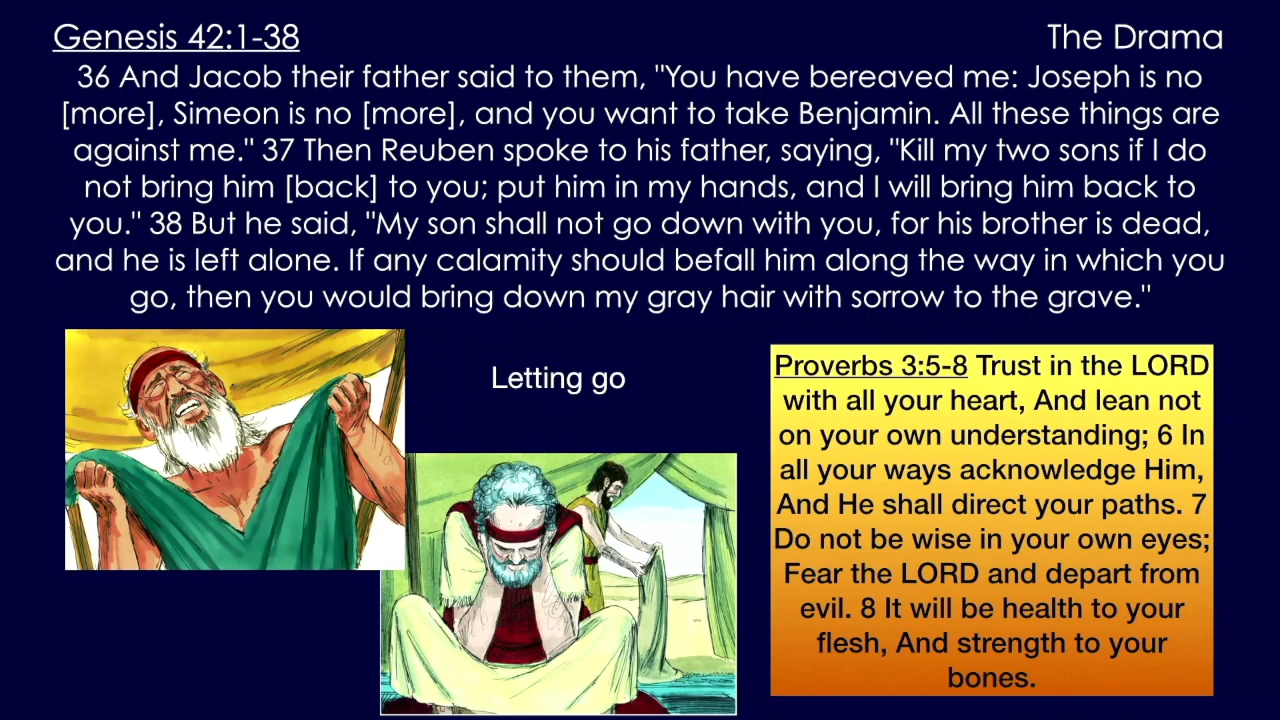 Genesis 42:1-38
The Drama
36 And Jacob their father said to them, "You have bereaved me: Joseph is no
[more], Simeon is no [more], and you want to take Benjamin. All these things are
against me." 37 Then Reuben spoke to his father, saying, "Kill my two sons if I do
not bring him [back] to you; put him in my hands, and I will bring him back to
you." 38 But he said, "My son shall not go down with you, for his brother is dead,
and he is left alone. If any calamity should befall him along the way in which you
go, then you would bring down my gray hair with sorrow to the grave."
Letting go
Proverbs 3:5-8 Trust in the LORD
with all your heart, And lean not
on your own understanding; 6 In
all your ways acknowledge Him,
And He shall direct your paths. 7
Do not be wise in your own eyes;
Fear the LORD and depart from
evil. 8 It will be health to your
flesh, And strength to your
bones.